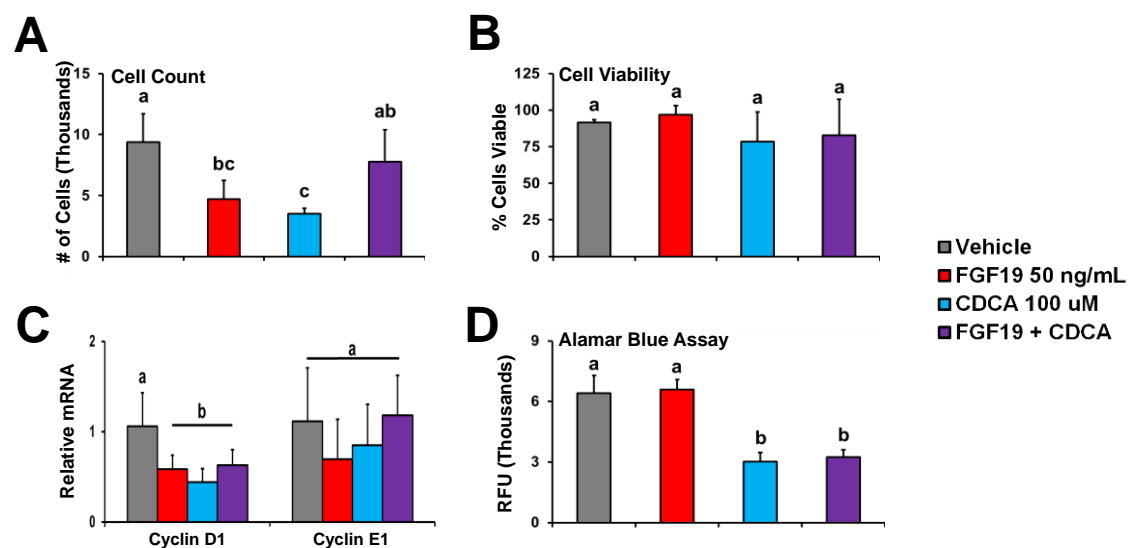 A
Cell Count
# of Cells (Thousands)
15
10
5
0
a
bc
c
ab
B
Cell Viability
% Cells Viable
125
100
75
50
25
0
a
a
a
a
Vehicle
FGF19 50 ng/mL
CDCA 100 uM
FGF19 + CDCA
C
Relative mRNA
2
1
0
a
b
a
Cyclin D1
Cyclin E1
D
Alamar Blue Assay
RFU (Thousands)
9
6
3
0
a
a
b
b